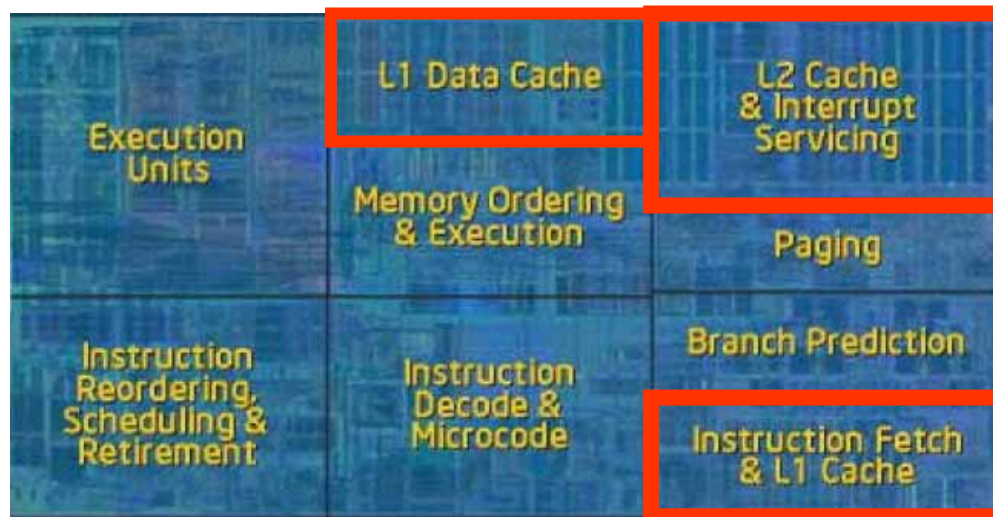 Execution
Units
L1 Data Cache
L2 Cache
& Interrupt
Servicing
Memory Ordering
& Execution
Paging
Instruction
Reordering,
Scheduling &
Retirement
Instruction
Decode &
Microcode
Branch Prediction
Instruction Fetch
& L1 Cache